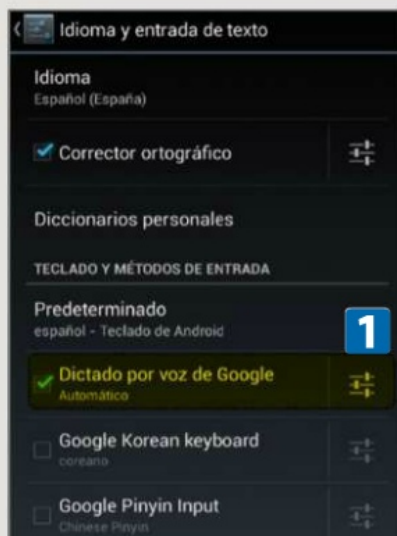 Idioma y entrada de texto
Idioma
Español (España)
Corrector ortográfico
Diccionarios personales
TECLADO Y MÉTODOS DE ENTRADA
Predeterminado
español - Teclado de Android
1
Dictado por voz de Google
Automático
Google Korean keyboard
coreano
Google Pinyin Input
Chinese Pinyin